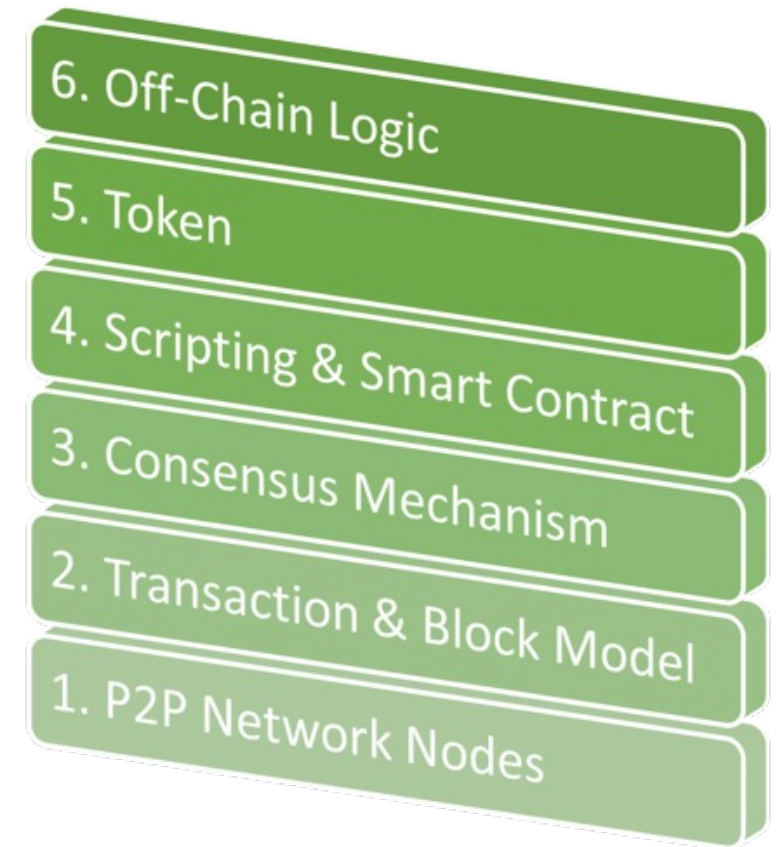 6. Off-Chain Logic
5. Token
4. Scripting & Smart Contract
3. Consensus Mechanism
2. Transaction & Block Model
1. P2P Network Nodes